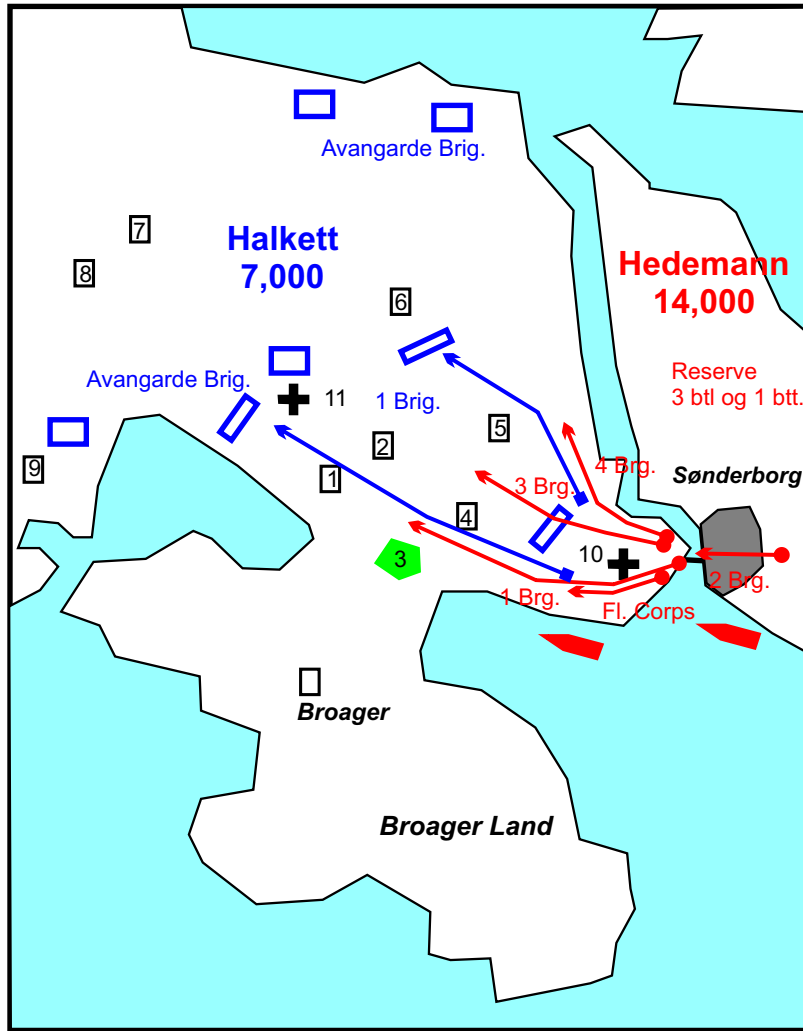 Avangarde Brig.
7
Halkett
7,000
8
Hedemann
14,000
6
Reserve
3 btl og 1 btt.
Avangarde Brig.
11
1 Brig.
5
2
4 Brg.
Sønderborg
9
1
3 Brg.
4
3
10
2 Brg.
1 Brg.
Fl. Corps
Broager
Broager Land